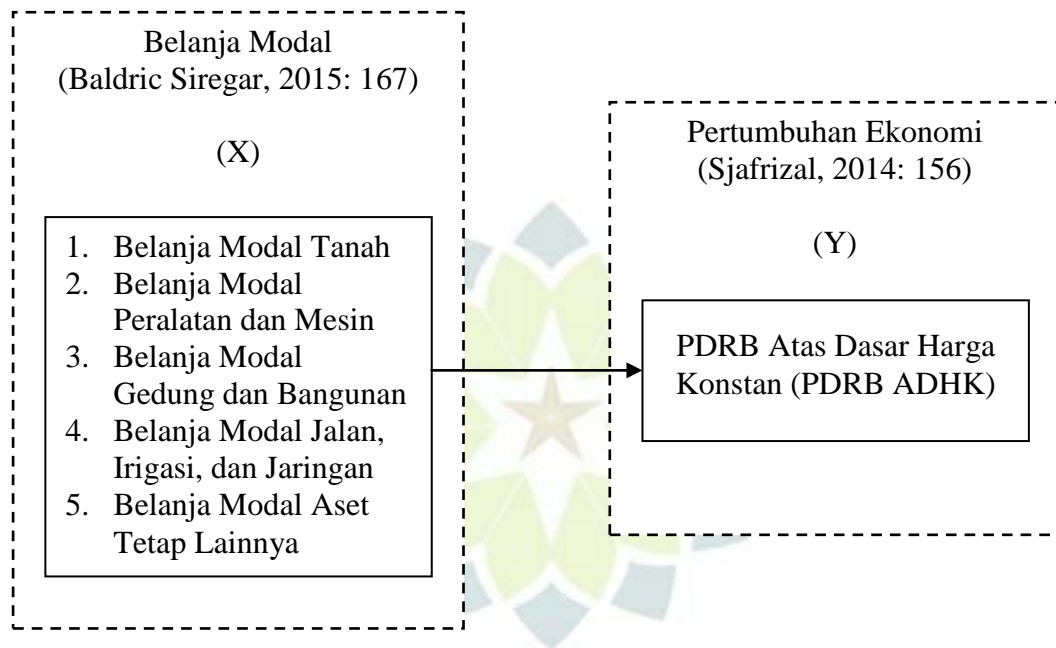 Belanja Modal
(Baldric Siregar, 2015: 167)
(X)
1. Belanja Modal Tanah
2. Belanja Modal
Peralatan dan Mesin
3. Belanja Modal
Gedung dan Bangunan
4. Belanja Modal Jalan,
Irigasi, dan Jaringan
5. Belanja Modal Aset
Tetap Lainnya
Pertumbuhan Ekonomi
(Sjafrizal, 2014: 156)
(Y)
PDRB Atas Dasar Harga
Konstan (PDRB ADHK)